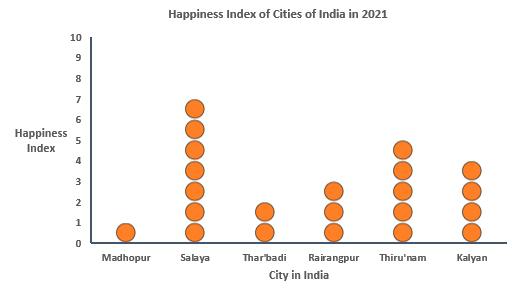 Happiness Index of Cities of India in 2021
10
9
8
7
6
5
4
3
2
1
0
Happiness
Index
Madhopur Salaya Thar'badi Rairangpur Thiru'nam Kalyan
City in India